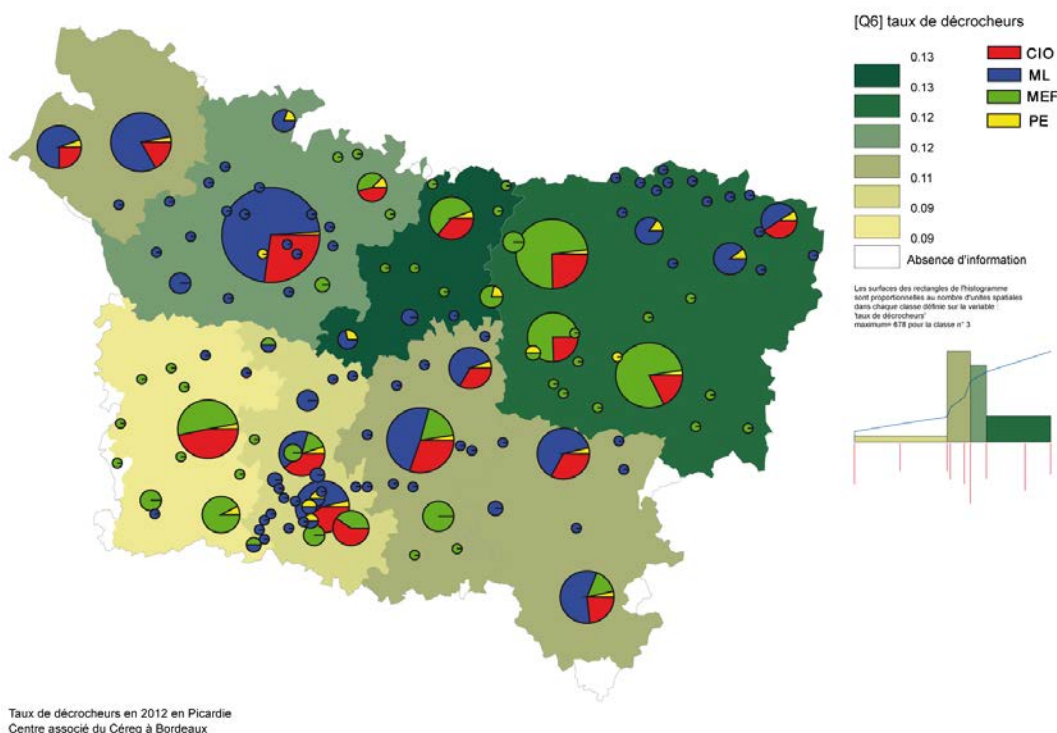 [Q6] taux de décrocheurs
0.13
0.13
0.12
0.12
0.11
0.09
0.09
Absence d'information
CIO
ML
MEF
PE
Les surfaces des rectangles de l'histogramme
sont proportionnelles au nombre d'unites spatiales
dans chaque classe définie sur la variable :
'taux de décrocheurs'
maximum= 678 pour la classe n° 3
Taux de décrocheurs en 2012 en Picardie
Centre associé du Céreq à Bordeaux